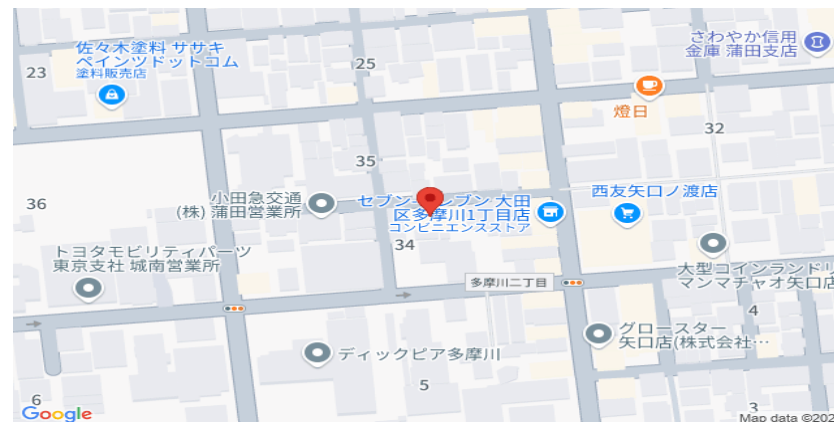 さわやか信用
金庫 蒲田支店
佐々木塗料 ササキ
ペインツドットコム
塗料販売店
23
25
燈日
32
35
36
小田急交通
(株) 蒲田営業所
セブン-イレブン 大田
区多摩川1丁目店
コンビニエンスストア
西友矢口ノ渡店
34
トヨタモビリティパーツ
東京支社 城南営業所
大型コインランドリ
マンマチャオ矢口店
多摩川二丁目
4
グロースター
矢口店(株式会社…
ディックピア多摩川
5
6
3
Google
Map data ©202